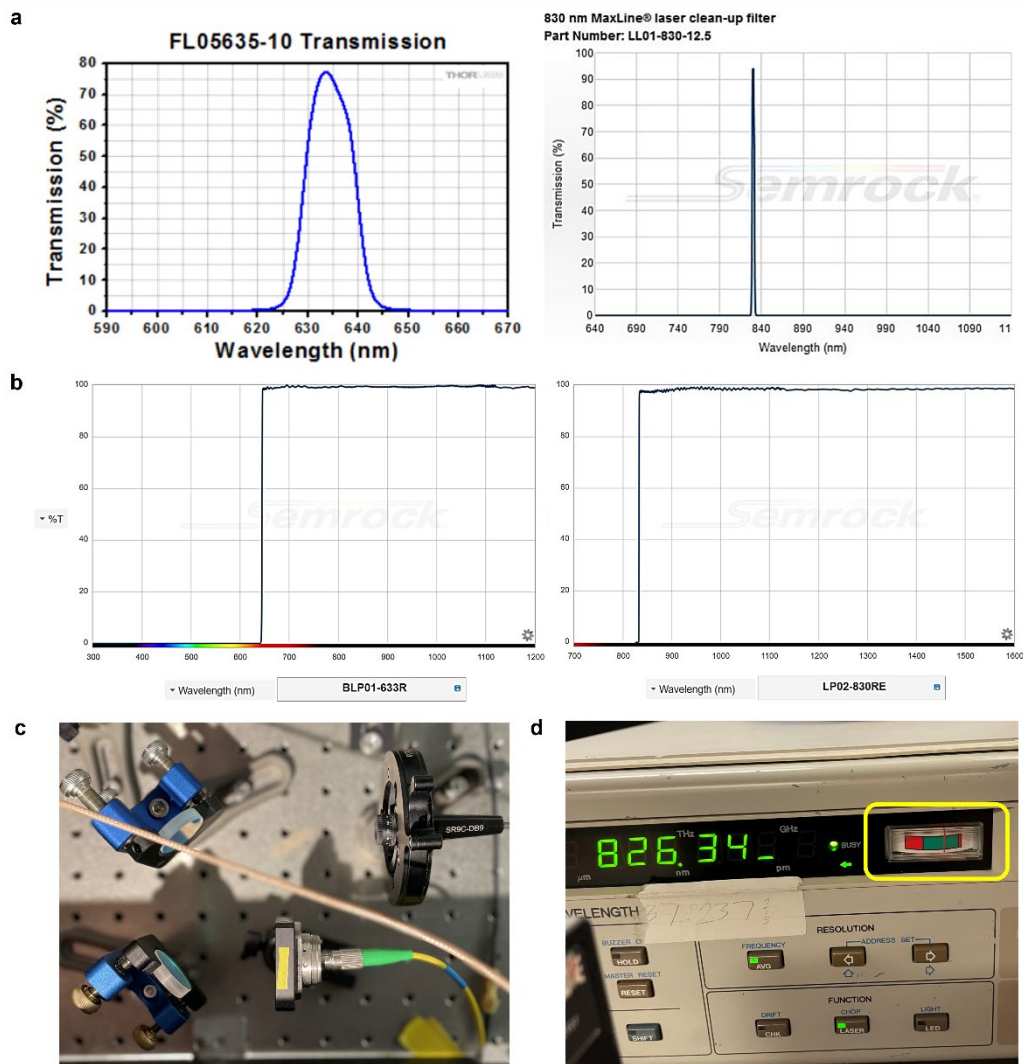 a
FL05635-10 Transmission
THORLABS
80
70
60
50
40
30
20
10
0
Transmission (%)
590 600 610 620 630 640 650 660 670
Wavelength (nm)
830 nm MaxLine® laser clean-up filter
Part Number: LL01-830-12.5
100
90
80
70
60
50
40
30
20
10
0
Transmission (%)
Semrock
640 690 740 790 840 890 940 990 1040 1090 11
Wavelength (nm)
b
100
80
60
40
20
0
%T
Semrock
300 400 500 600 700 800 900 1000 1100 1200
Wavelength (nm) BLP01-633R
100
80
60
40
20
0
Semrock
700 800 900 1000 1100 1200 1300 1400 1500 1600
Wavelength (nm) LP02-830RE
c
SR9C-DB9
d
THz GHz
826.34_
BUSY
μm nm pm
VELENGTH
RESOLUTION
BUZZER
HOLD
FREQUENCY
AVG
ADDRESS SET
MASTER RESET
RESET
FUNCTION
SHIFT
DRIFT
CHK
CHOP
LASER
LIGHT
LED